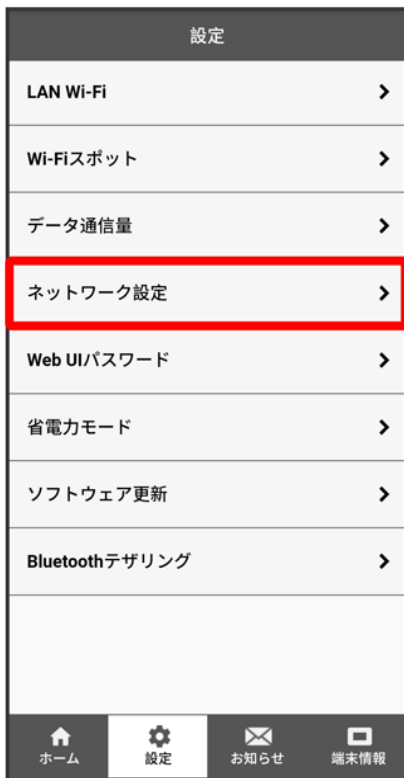 設定
LAN Wi-Fi
Wi-Fiスポット
データ通信量
ネットワーク設定
Web UIパスワード
省電力モード
ソフトウェア更新
Bluetoothテザリング
ホーム 設定 お知らせ 端末情報